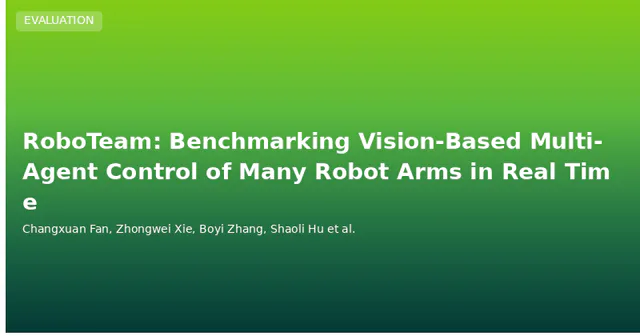 EVALUATION
RoboTeam: Benchmarking Vision-Based Multi-
Agent Control of Many Robot Arms in Real Tim
e
Changxuan Fan, Zhongwei Xie, Boyi Zhang, Shaoli Hu et al.